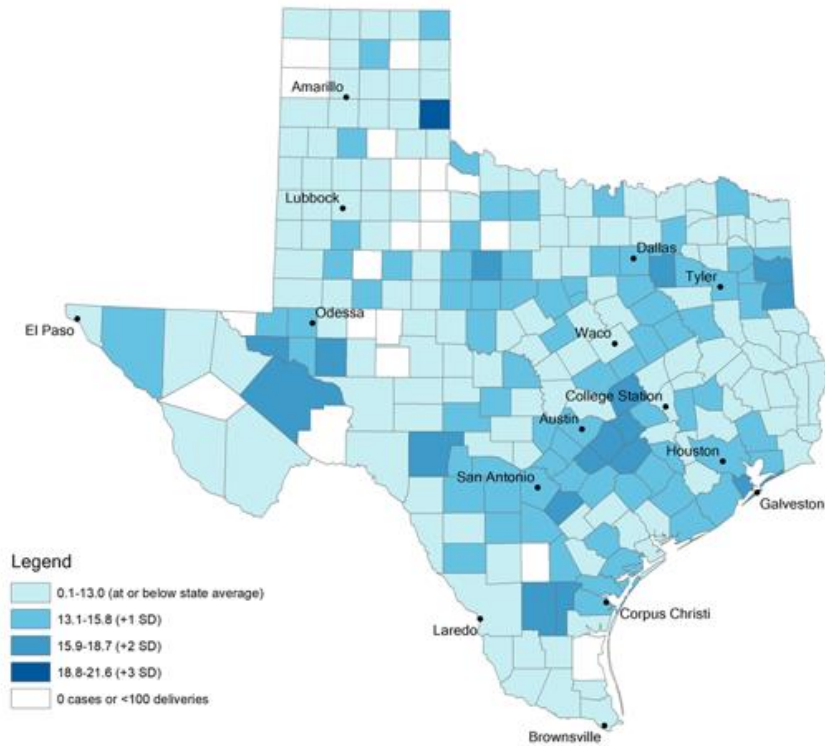 Amarillo
Lubbock
Dallas
Tyler
El Paso
Odessa
Waco
College Station
Austin
Houston
San Antonio
Galveston
Legend
0.1-13.0 (at or below state average)
13.1-15.8 (+1 SD)
15.9-18.7 (+2 SD)
18.8-21.6 (+3 SD)
0 cases or <100 deliveries
Corpus Christi
Laredo
Brownsville